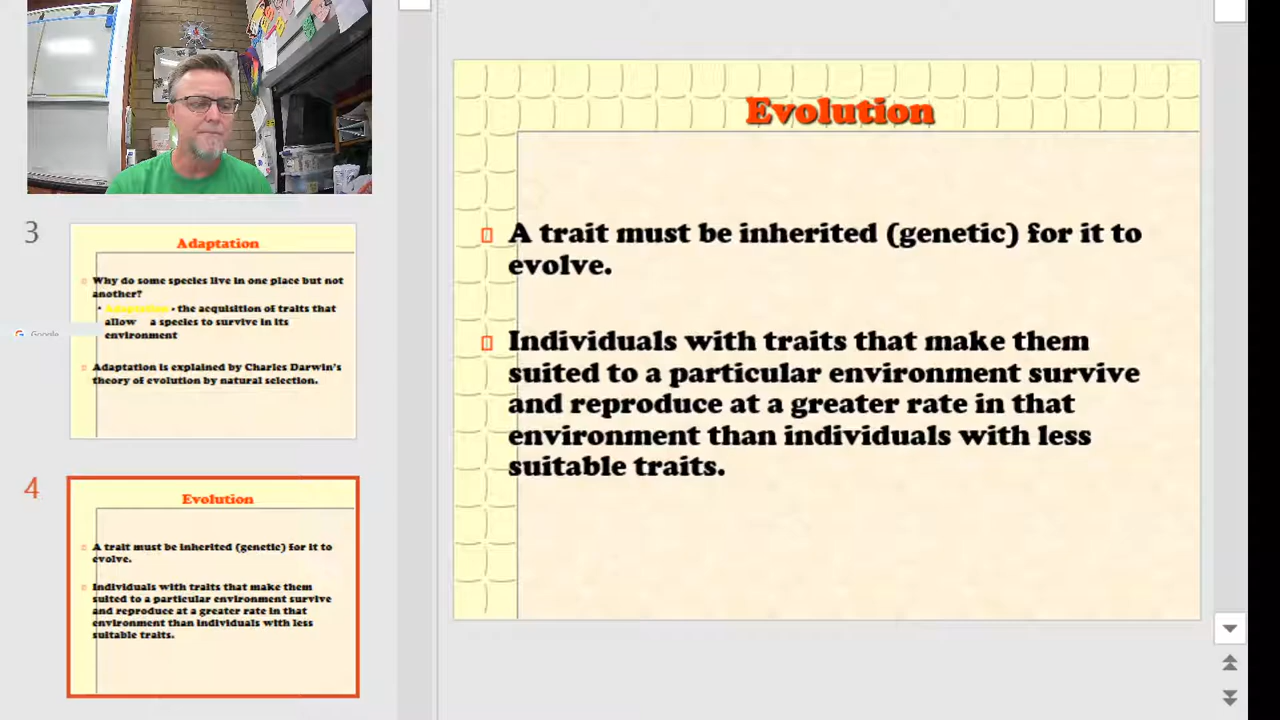 3
Adaptation
Why do some species live in one place but not
another?
• Adaptation - the acquisition of traits that
allow a species to survive in its
environment
Adaptation is explained by Charles Darwin's
theory of evolution by natural selection.
Google
4
Evolution
A trait must be inherited (genetic) for it to
evolve.
Individuals with traits that make them
suited to a particular environment survive
and reproduce at a greater rate in that
environment than individuals with less
suitable traits.
Evolution
A trait must be inherited (genetic) for it to
evolve.
Individuals with traits that make them
suited to a particular environment survive
and reproduce at a greater rate in that
environment than individuals with less
suitable traits.